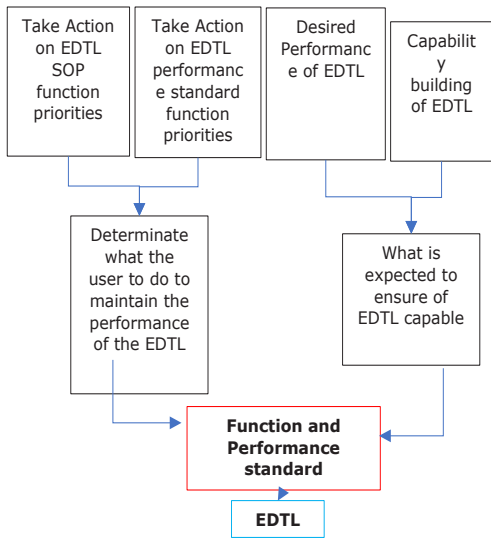 Take Action
on EDTL
SOP
function
priorities
Take Action
on EDTL
performanc
e standard
function
priorities
Desired
Performanc
e of EDTL
Capabilit
y
building
of EDTL
Determinate
what the
user to do to
maintain the
performance
of the EDTL
What is
expected to
ensure of
EDTL capable
Function and
Performance
standard
EDTL